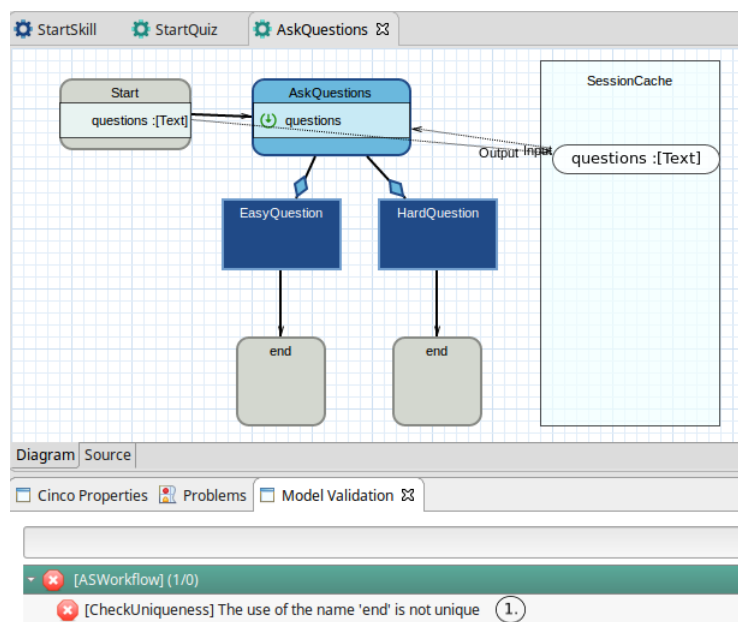 StartSkill StartQuiz AskQuestions
Start AskQuestions SessionCache
questions :[Text] questions
Output Input questions :[Text]
EasyQuestion HardQuestion
end end
Diagram Source
Cinco Properties Problems Model Validation
[ASWorkflow] (1/0)
[CheckUniqueness] The use of the name 'end' is not unique 1.